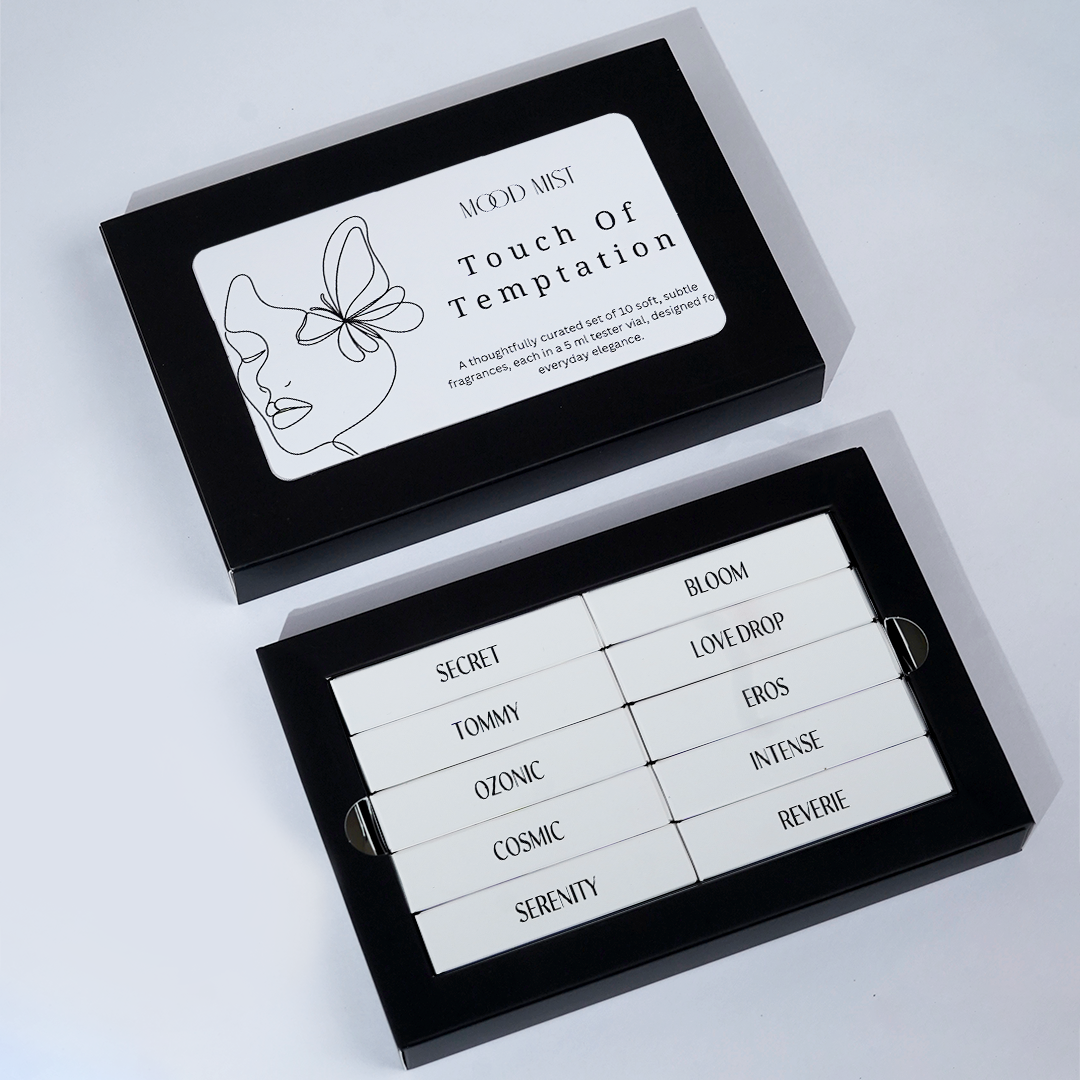 MOOD MIST
Touch Of
Temptation
A thoughtfully curated set of 10 soft, subtle
fragrances, each in a 5 ml tester vial, designed for
everyday elegance.
SECRET
TOMMY
OZONIC
COSMIC
SERENITY
BLOOM
LOVE DROP
EROS
INTENSE
REVERIE